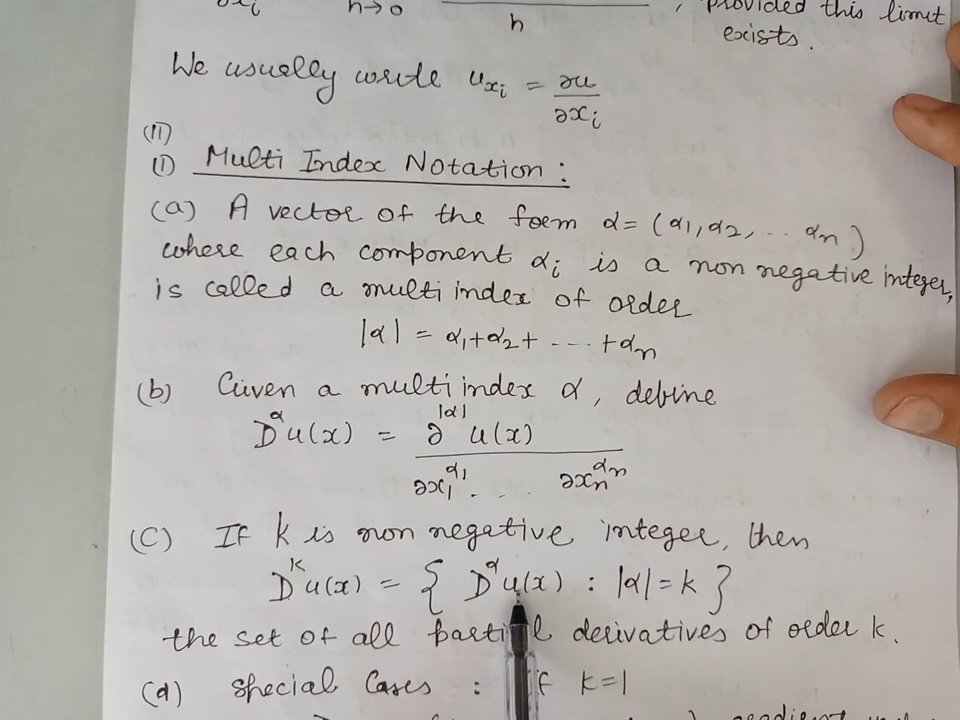 h→0
h
, provided this limit
exists.
We usually write u_{x_i} = ∂u/∂x_i
(II)
(1) Multi Index Notation :
(a) A vector of the form α = (α1, α2, ... αn)
where each component αi is a non negative integer,
is called a multi index of order
|α| = α1+α2+ --- +αn
(b) Given a multi index α, define
D^α u(x) = ∂^{|α|} u(x)
∂x_1^{α1} . . . ∂x_n^{αn}
(C) If k is non negative integer, then
D^k u(x) = { D^α u(x) : |α| = k }
the set of all partial derivatives of order k.
(d) Special Cases : If k=1